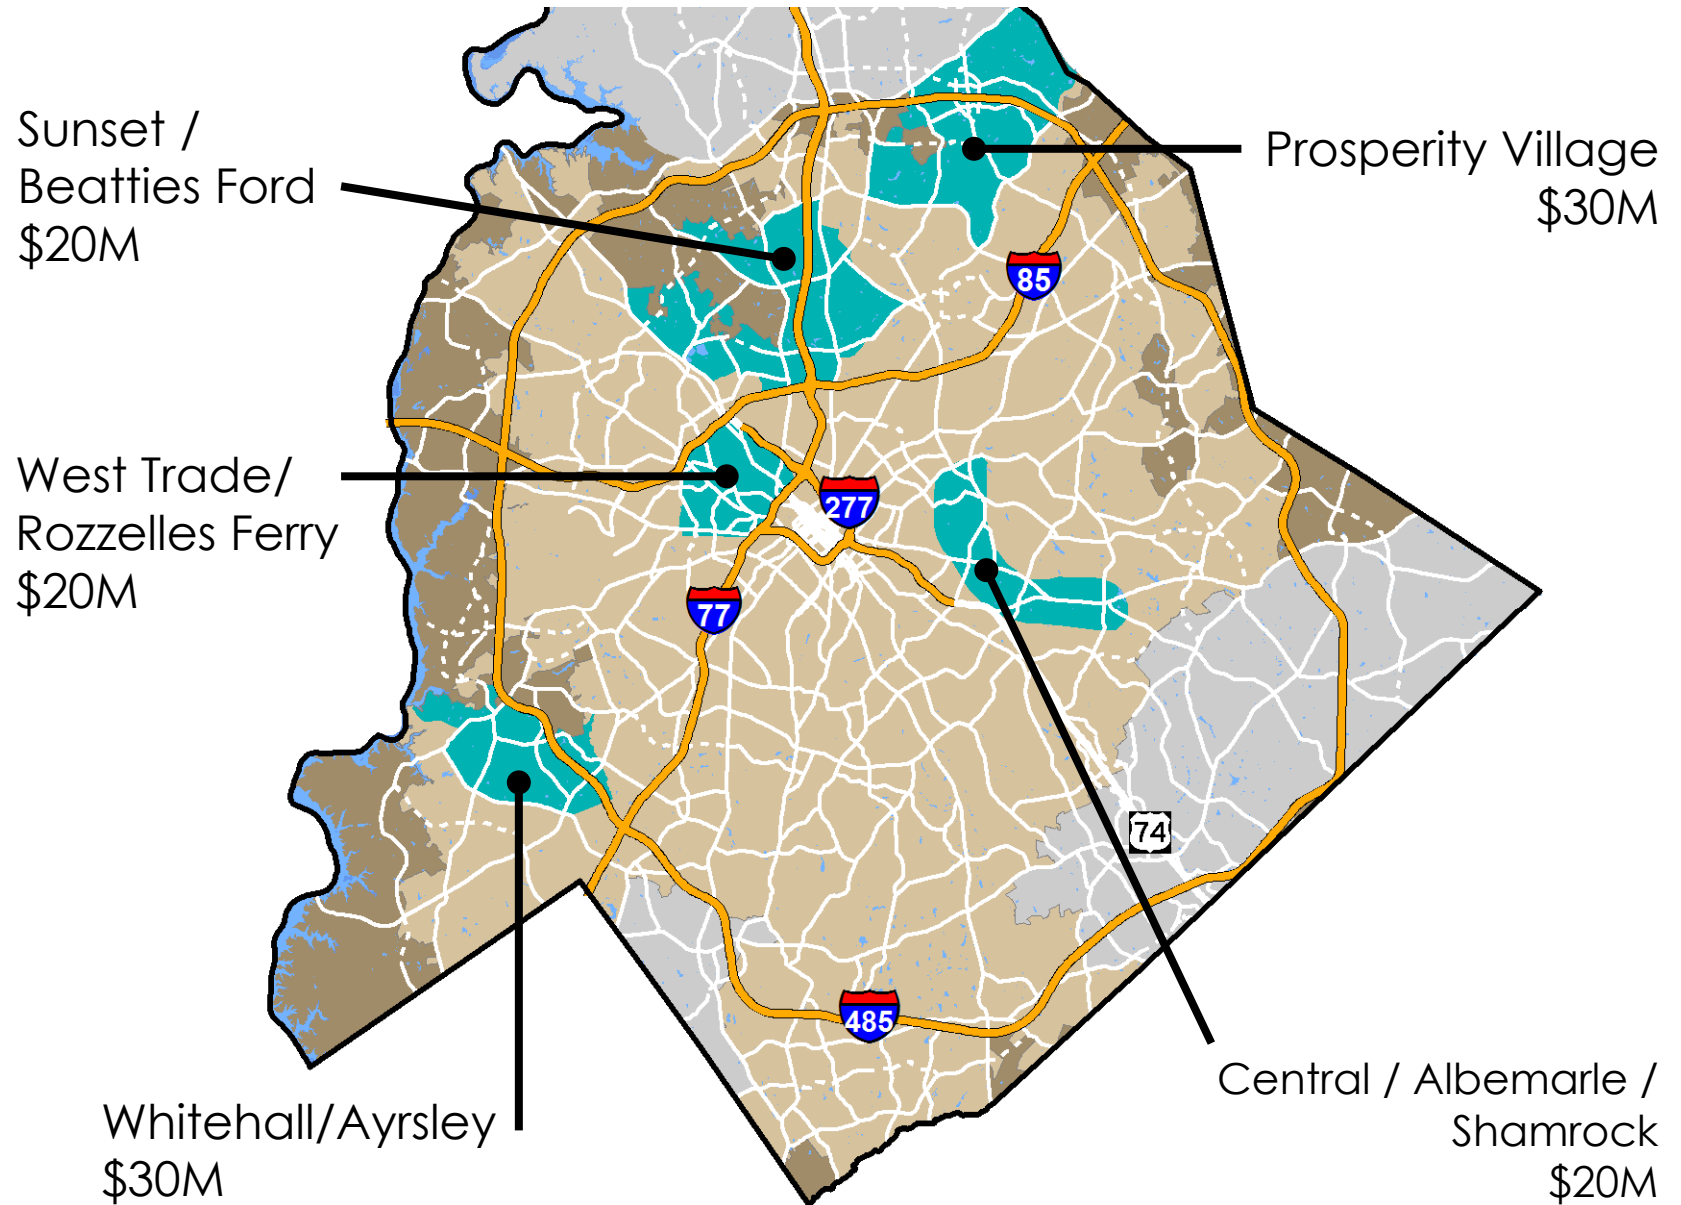 Sunset /
Beatties Ford
$20M
Prosperity Village
$30M
85
West Trade/
Rozzelles Ferry
$20M
277
77
74
485
Whitehall/Ayrsley
$30M
Central / Albemarle /
Shamrock
$20M